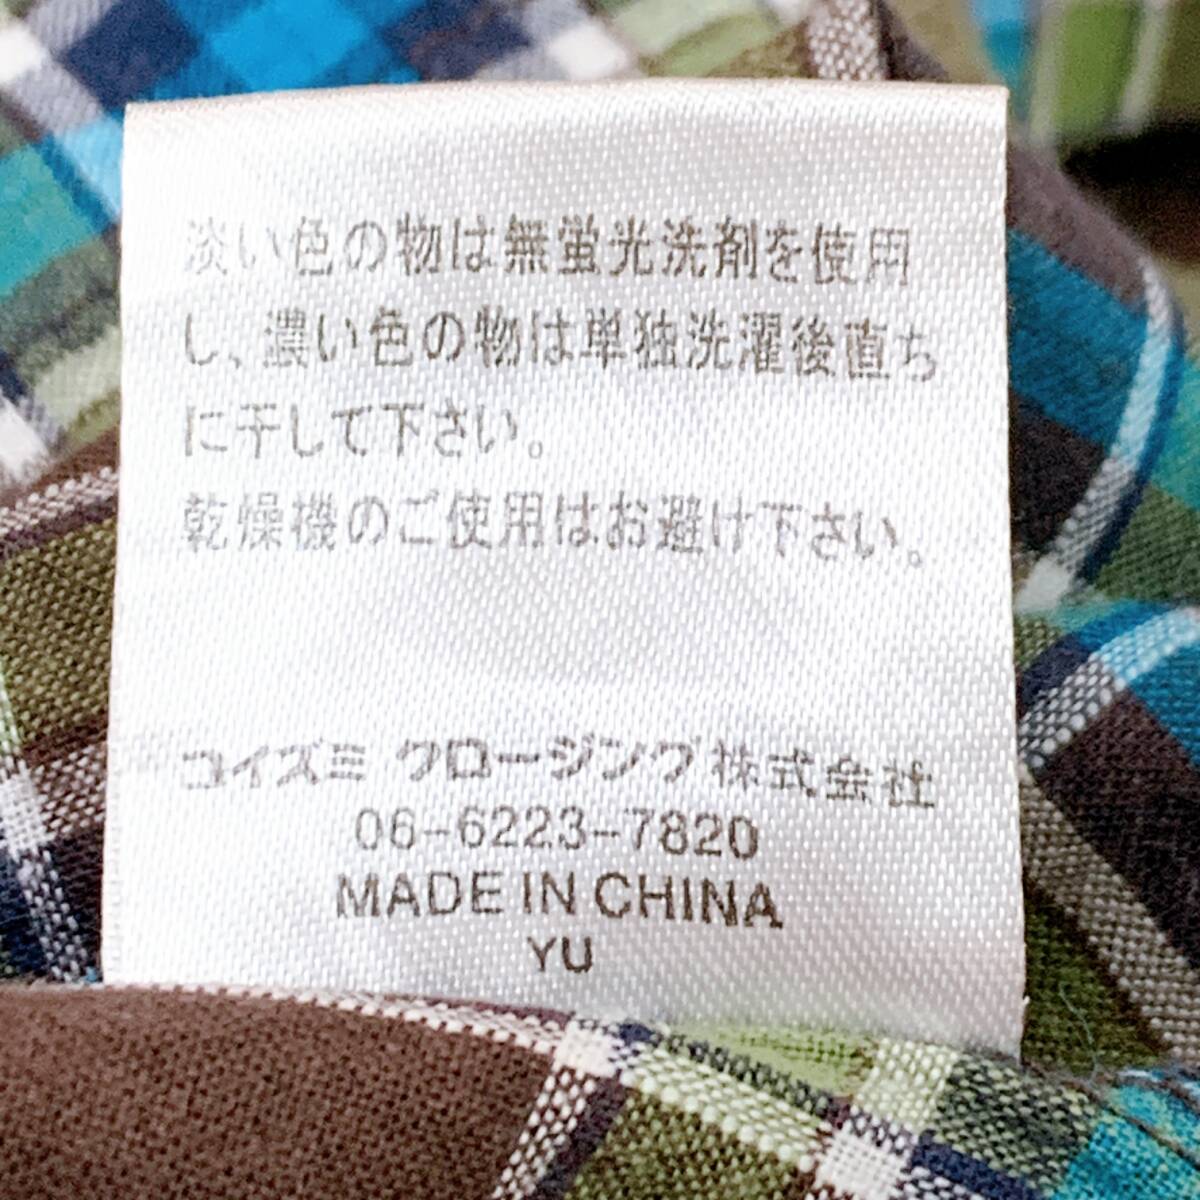 淡い色の物は無蛍光洗剤を使用
し、濃い色の物は単独洗濯後直ち
に干して下さい。
乾燥機のご使用はお避け下さい。
コイズミ クロージング株式会社
06-6223-7820
MADE IN CHINA
YU